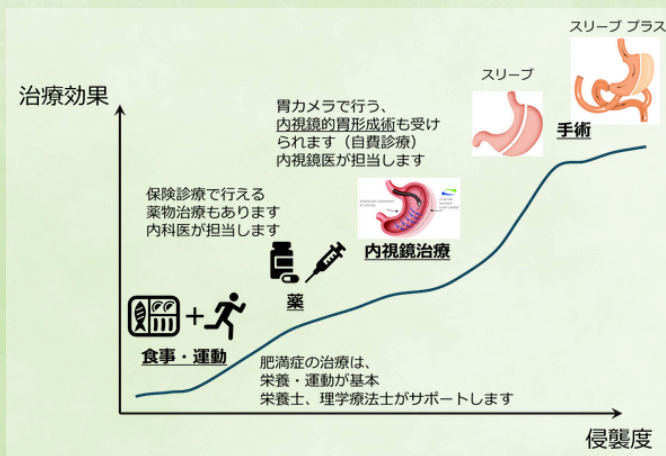 スリーブ プラス
スリーブ
治療効果
胃カメラで行う、
内視鏡的胃形成術も受け
られます（自費診療）
内視鏡医が担当します
手術
保険診療で行える
薬物治療もあります
内科医が担当します
内視鏡治療
薬
食事・運動
肥満症の治療は、
栄養・運動が基本
栄養士、理学療法士がサポートします
侵襲度